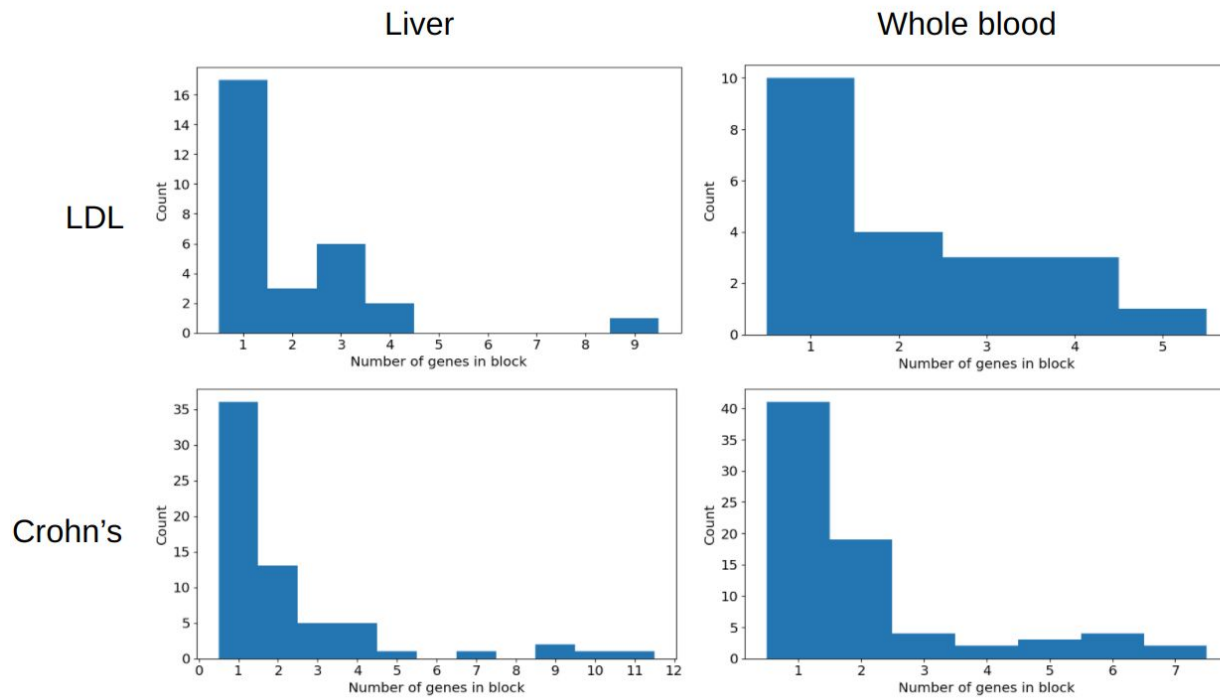 Liver
Whole blood
LDL
Count
16
14
12
10
8
6
4
2
0
1 2 3 4 5 6 7 8 9
Number of genes in block
Count
10
8
6
4
2
0
1 2 3 4 5
Number of genes in block
Crohn’s
Count
35
30
25
20
15
10
5
0
0 1 2 3 4 5 6 7 8 9 10 11 12
Number of genes in block
Count
40
35
30
25
20
15
10
5
0
1 2 3 4 5 6 7
Number of genes in block